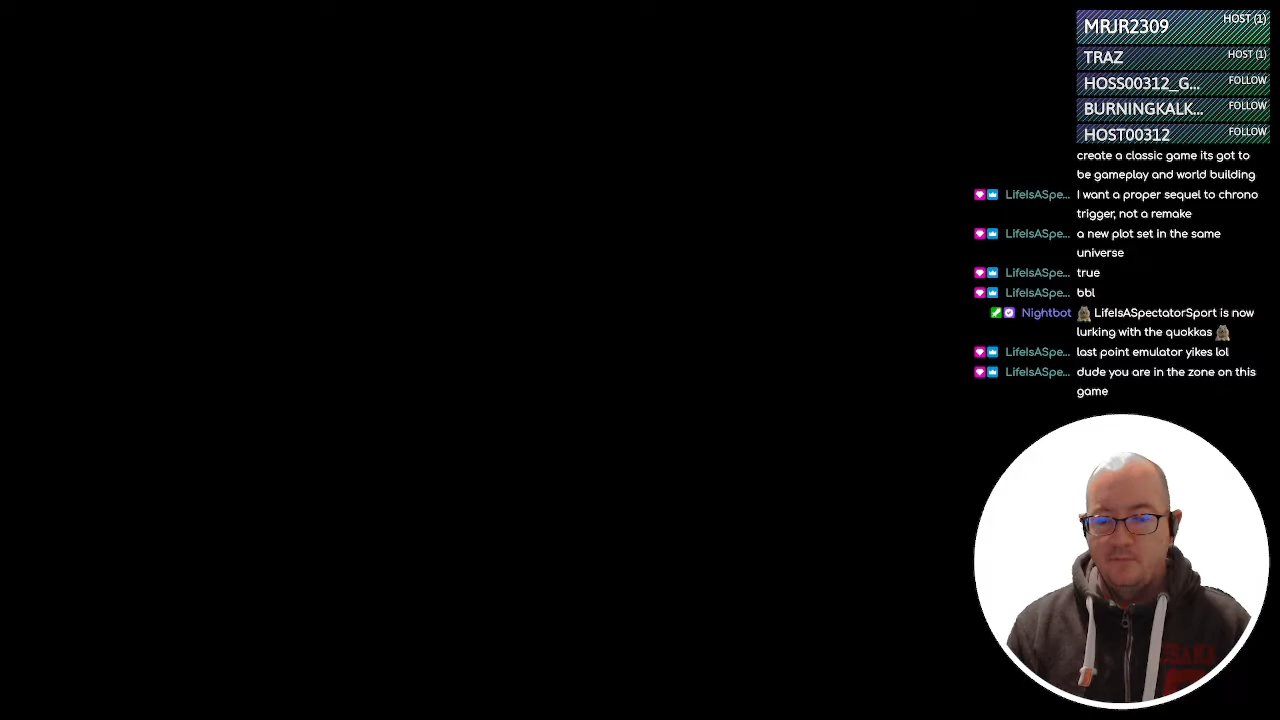 MRJR2309 HOST (1)
TRAZ HOST (1)
HOSS00312_G... FOLLOW
BURNINGKALK... FOLLOW
HOST00312 FOLLOW
create a classic game its got to
be gameplay and world building
LifeIsASpe... I want a proper sequel to chrono
trigger, not a remake
LifeIsASpe... a new plot set in the same
universe
LifeIsASpe... true
LifeIsASpe... bbl
Nightbot LifeIsASpectatorSport is now
lurking with the quokkas
LifeIsASpe... last point emulator yikes lol
LifeIsASpe... dude you are in the zone on this
game